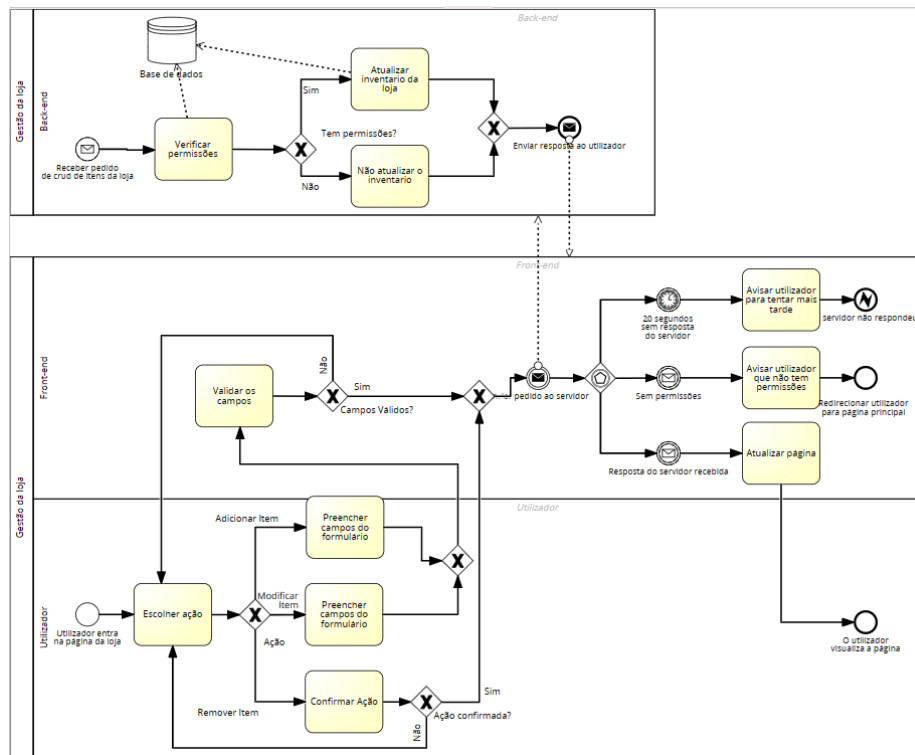 Back-end
Gestão da loja
Back-end
Base de dados
Atualizar
inventario da
loja
Sim
Verificar
permissões
Tem permissões?
Receber pedido
de crud de itens da loja
Não
Não atualizar o
inventario
Enviar resposta ao utilizador
Front-end
Gestão da loja
Front-end
Avisar utilizador
para tentar mais
tarde
20 segundos
sem resposta
do servidor
servidor não respondeu
Não
Validar os
campos
Sim
Campos Válidos?
pedido ao servidor
Avisar utilizador
que não tem
permissões
Sem permissões
Redirecionar utilizador
para página principal
Atualizar página
Resposta do servidor recebida
Utilizador
Utilizador
Adicionar Item
Preencher
campos do
formulário
Escolher ação
Modificar
Item
Preencher
campos do
formulário
Utilizador entra
na página da loja
Ação
O utilizador
visualiza a página
Remover Item
Confirmar Ação
Sim
Ação confirmada?
Não